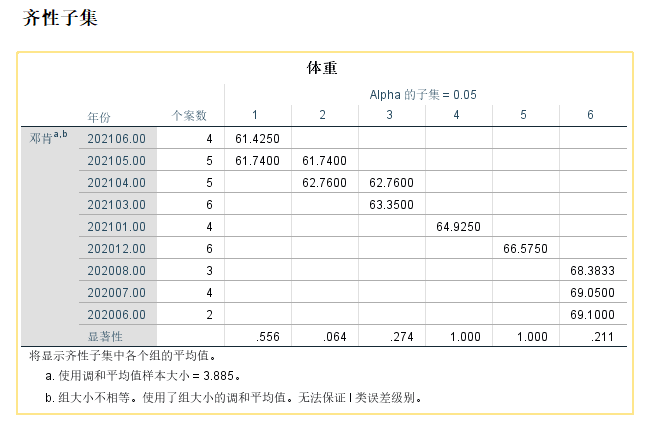 齐性子集
体重
Alpha 的子集 = 0.05
年份 个案数 1 2 3 4 5 6
邓肯a,b 202106.00 4 61.4250
202105.00 5 61.7400 61.7400
202104.00 5 62.7600 62.7600
202103.00 6 63.3500
202101.00 4 64.9250
202012.00 6 66.5750
202008.00 3 68.3833
202007.00 4 69.0500
202006.00 2 69.1000
显著性 .556 .064 .274 1.000 1.000 .211
将显示齐性子集中各个组的平均值。
a. 使用调和平均值样本大小 = 3.885。
b. 组大小不相等。使用了组大小的调和平均值。无法保证 I 类误差级别。